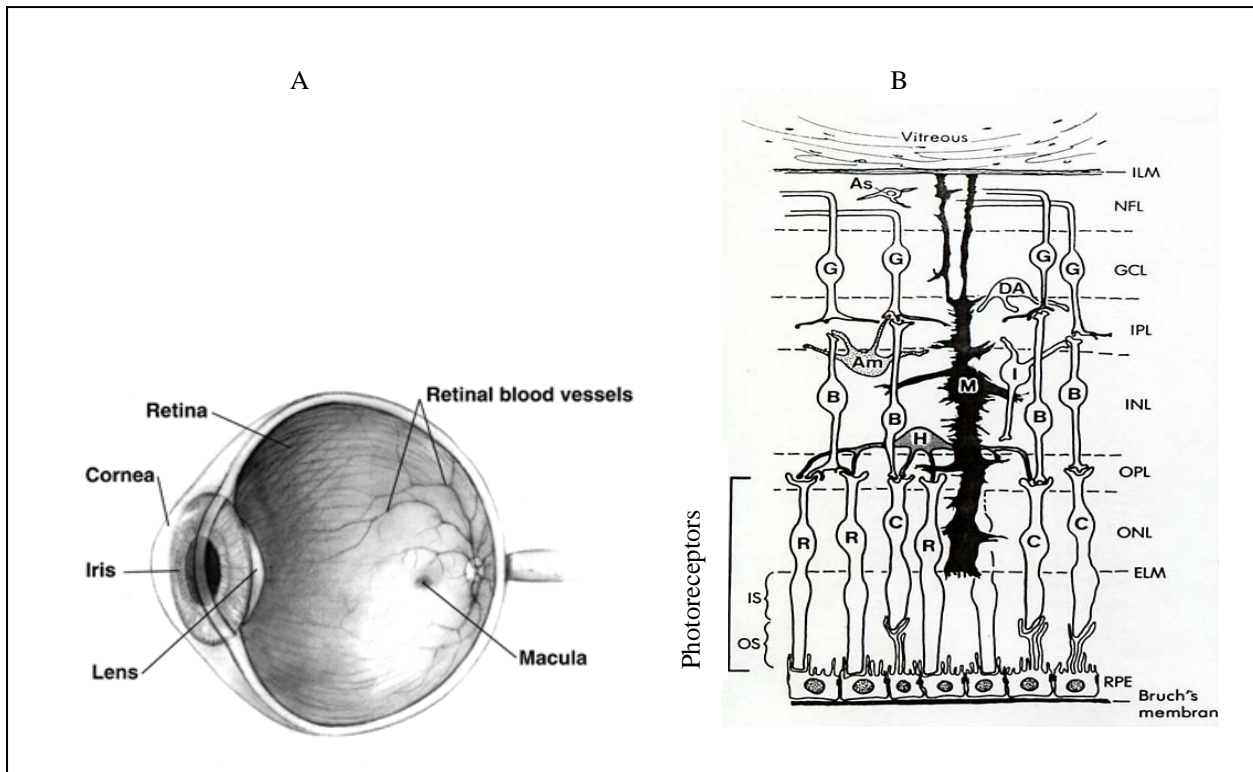 A
B
Retina
Retinal blood vessels
Cornea
Iris
Lens
Macula
Vitreous
ILM
As
NFL
G
G
G
G
GCL
DA
IPL
Am
M
I
B
B
B
B
INL
H
OPL
R
R
C
R
C
C
ONL
ELM
IS
OS
Photoreceptors
RPE
Bruch's
membran